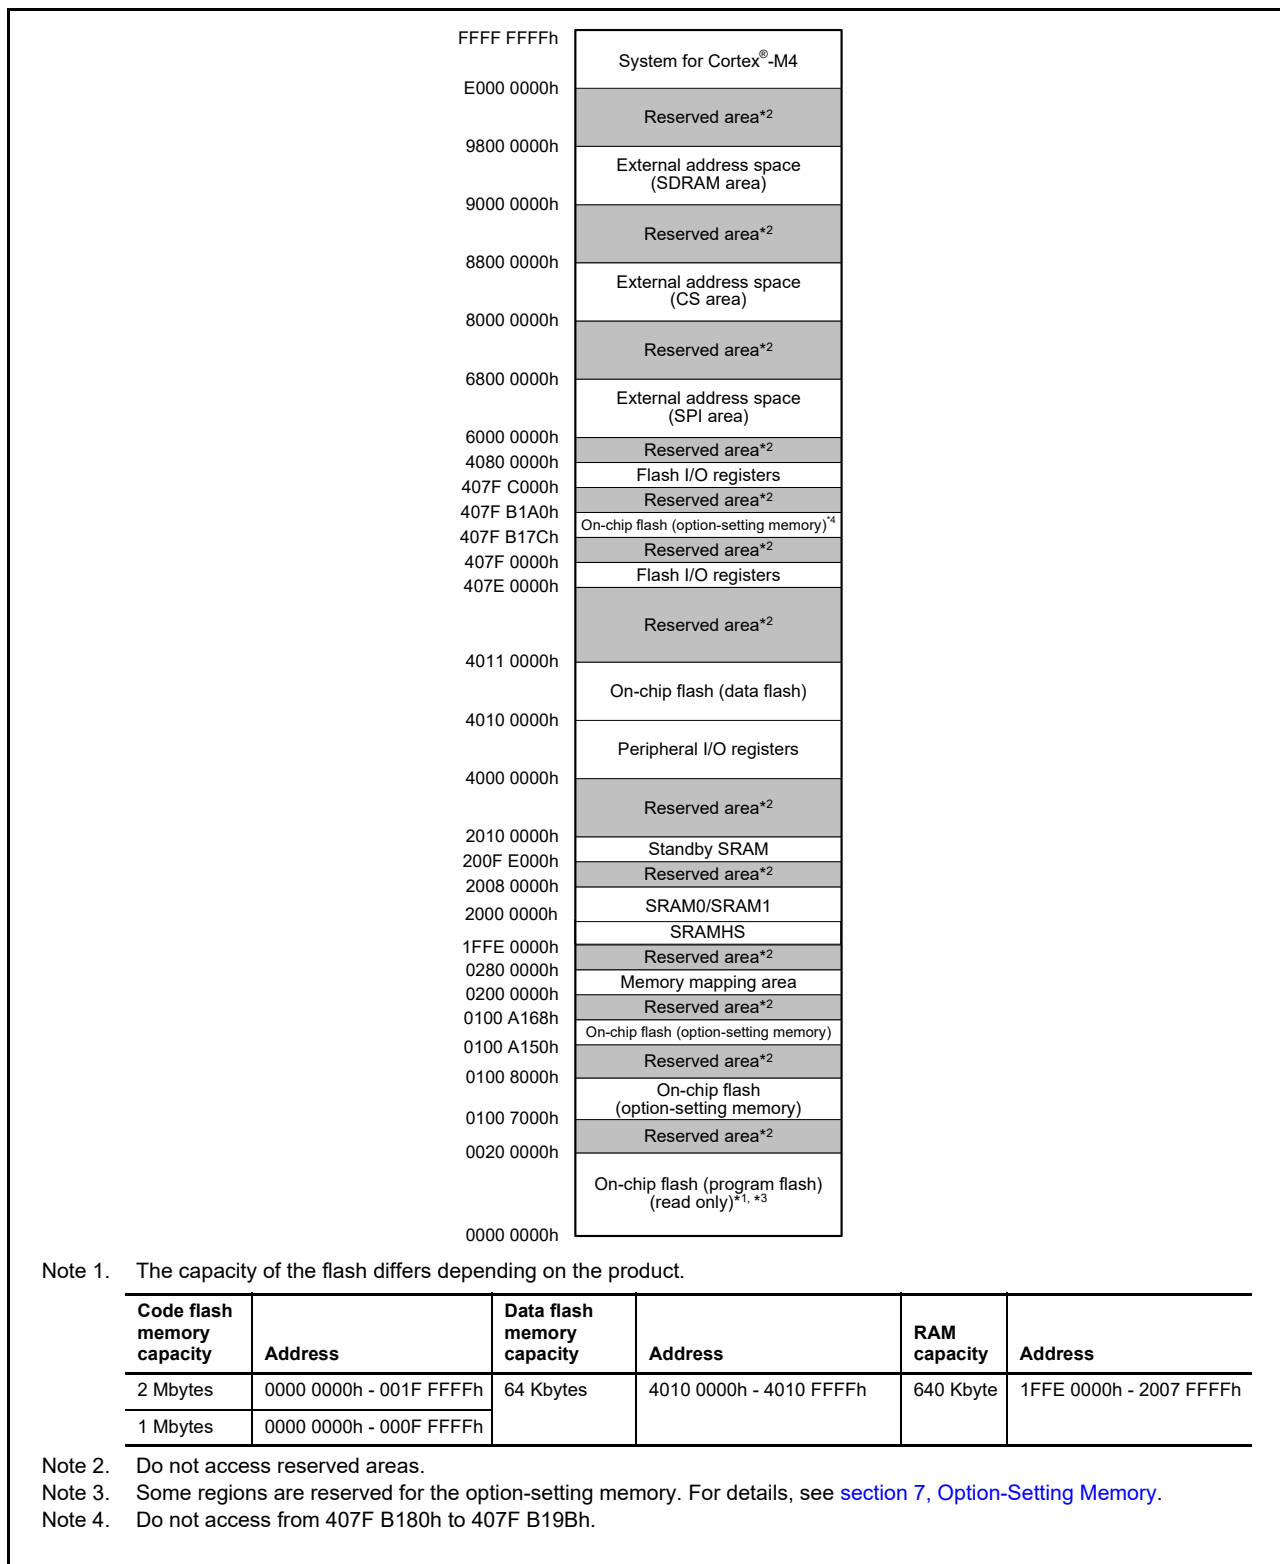 FFFF FFFFh
System for Cortex®-M4
E000 0000h
Reserved area*2
9800 0000h
External address space
(SDRAM area)
9000 0000h
Reserved area*2
8800 0000h
External address space
(CS area)
8000 0000h
Reserved area*2
6800 0000h
External address space
(SPI area)
6000 0000h
Reserved area*2
4080 0000h
Flash I/O registers
407F C000h
Reserved area*2
407F B1A0h
On-chip flash (option-setting memory)*4
407F B17Ch
Reserved area*2
407F 0000h
Flash I/O registers
407E 0000h
Reserved area*2
4011 0000h
On-chip flash (data flash)
4010 0000h
Peripheral I/O registers
4000 0000h
Reserved area*2
2010 0000h
Standby SRAM
200F E000h
Reserved area*2
2008 0000h
SRAM0/SRAM1
2000 0000h
SRAMHS
1FFE 0000h
Reserved area*2
0280 0000h
Memory mapping area
0200 0000h
Reserved area*2
0100 A168h
On-chip flash (option-setting memory)
0100 A150h
Reserved area*2
0100 8000h
On-chip flash
(option-setting memory)
0100 7000h
Reserved area*2
0020 0000h
On-chip flash (program flash)
(read only)*1, *3
0000 0000h
Note 1. The capacity of the flash differs depending on the product.
Code flash memory capacity Address Data flash memory capacity Address RAM capacity Address
2 Mbytes 0000 0000h - 001F FFFFh 64 Kbytes 4010 0000h - 4010 FFFFh 640 Kbyte 1FFE 0000h - 2007 FFFFh
1 Mbytes 0000 0000h - 000F FFFFh
Note 2. Do not access reserved areas.
Note 3. Some regions are reserved for the option-setting memory. For details, see section 7, Option-Setting Memory.
Note 4. Do not access from 407F B180h to 407F B19Bh.